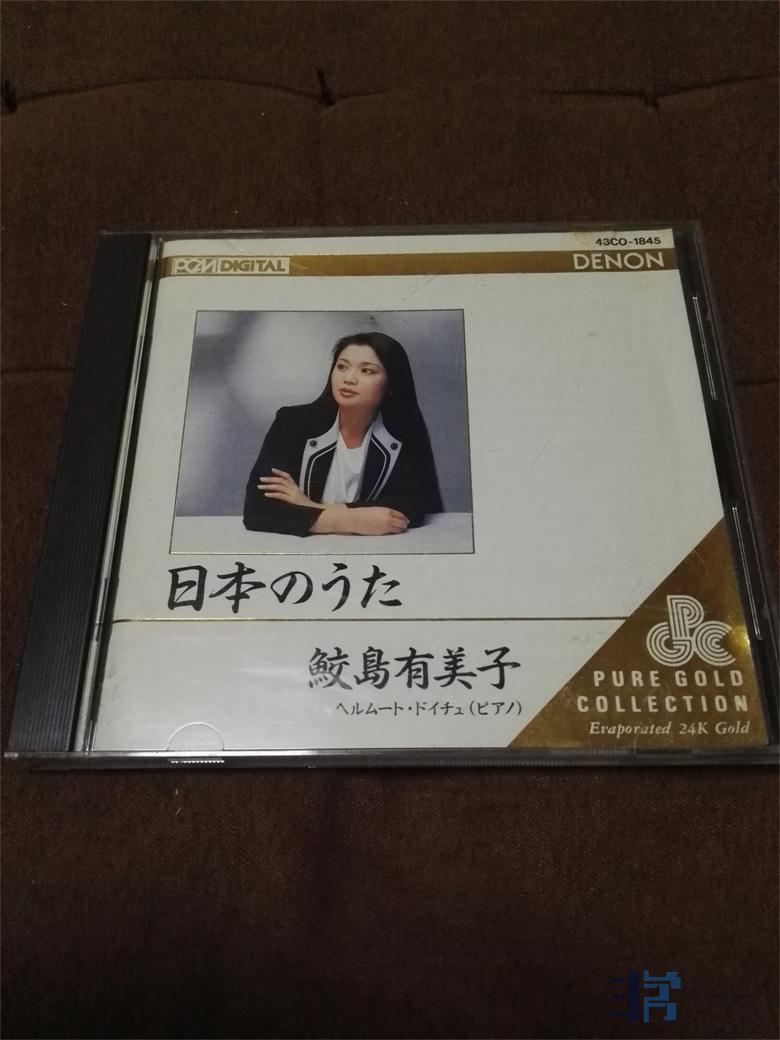 43CO-1845
PCM DIGITAL
DENON
日本のうた
鮫島有美子
ヘルムート・ドイチュ(ピアノ)
PGC
PURE GOLD
COLLECTION
Evaporated 24K Gold